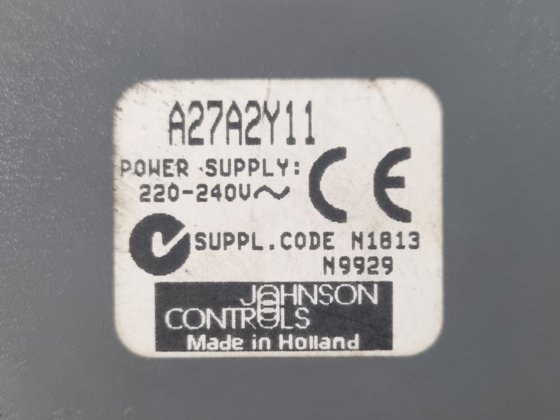 A27A2Y11
POWER SUPPLY:
220-240V~
CE
SUPPL.CODE N1813
N9929
JOHNSON
CONTROLS
Made in Holland